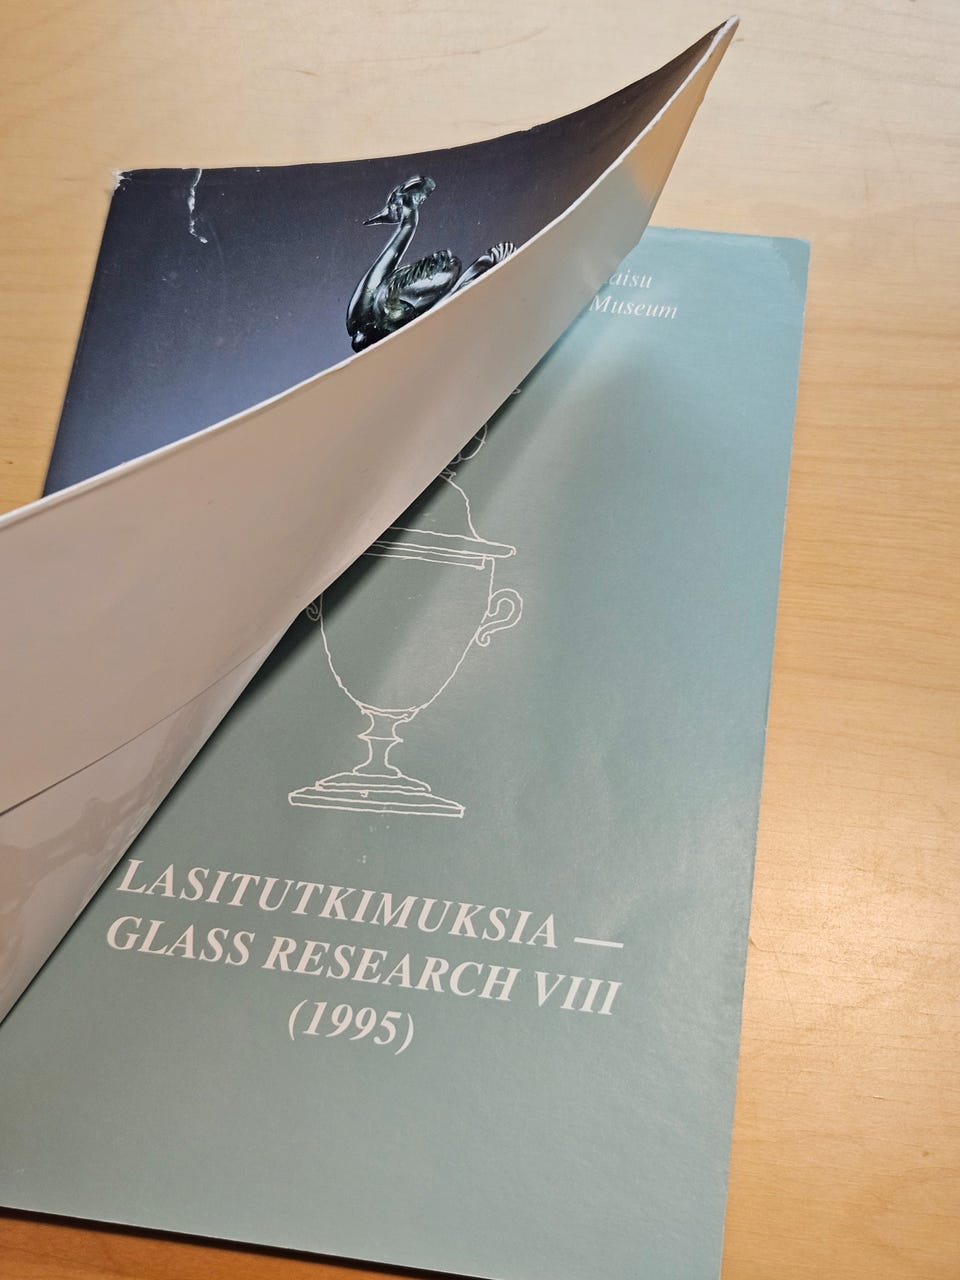 Museum
LASITUTKIMUKSIA —
GLASS RESEARCH VIII
(1995)